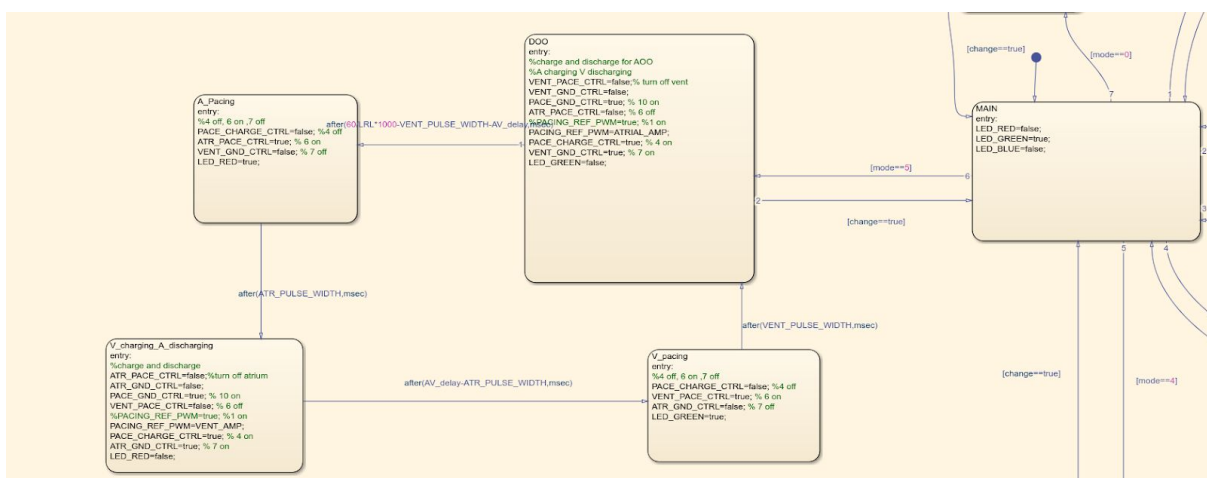 DOO
entry:
%charge and discharge for AOO
%A charging V discharging
VENT_PACE_CTRL=false;% turn off vent
VENT_GND_CTRL=false;
PACE_GND_CTRL=true; % 10 on
ATR_PACE_CTRL=false; % 6 off
%PACING_REF_PWM=true; %1 on
PACING_REF_PWM=ATRIAL_AMP;
PACE_CHARGE_CTRL=true; % 4 on
VENT_GND_CTRL=true; % 7 on
LED_GREEN=false;
A_Pacing
entry:
%4 off, 6 on ,7 off
PACE_CHARGE_CTRL=false; %4 off
ATR_PACE_CTRL=true; % 6 on
VENT_GND_CTRL=false; % 7 off
LED_RED=true;
after(60/LRL*1000-VENT_PULSE_WIDTH-AV_delay,msec)
1
[change==true]
[mode==0]
7
1
MAIN
entry:
LED_RED=false;
LED_GREEN=true;
LED_BLUE=false;
2
3
[mode==5]
6
2
[change==true]
5
4
after(ATR_PULSE_WIDTH,msec)
after(VENT_PULSE_WIDTH,msec)
V_charging_A_discharging
entry:
%charge and discharge
ATR_PACE_CTRL=false;%turn off atrium
ATR_GND_CTRL=false;
PACE_GND_CTRL=true; % 10 on
VENT_PACE_CTRL=false; % 6 off
%PACING_REF_PWM=true; %1 on
PACING_REF_PWM=VENT_AMP;
PACE_CHARGE_CTRL=true; % 4 on
ATR_GND_CTRL=true; % 7 on
LED_RED=false;
after(AV_delay-ATR_PULSE_WIDTH,msec)
V_pacing
entry:
%4 off, 6 on ,7 off
PACE_CHARGE_CTRL=false; %4 off
VENT_PACE_CTRL=true; % 6 on
ATR_GND_CTRL=false; % 7 off
LED_GREEN=true;
[change==true]
[mode==4]